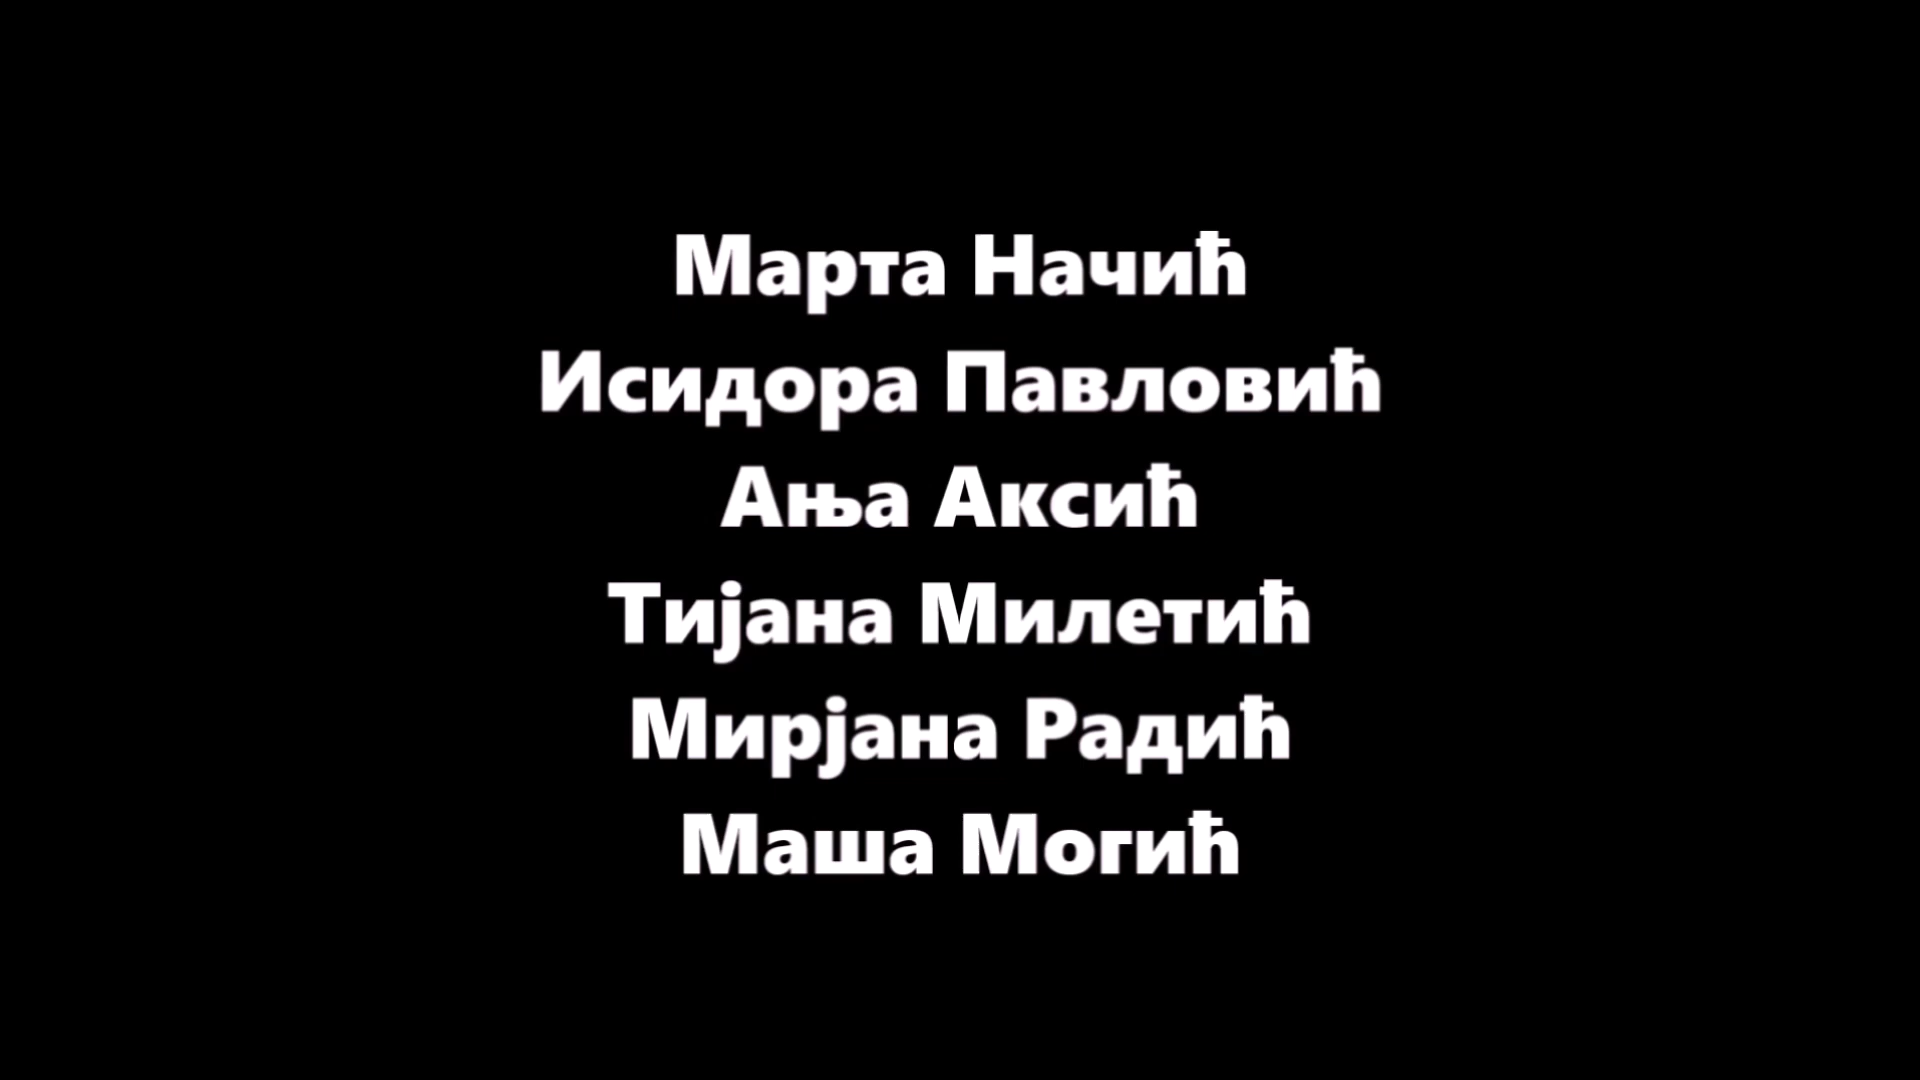 Марта Начић
Исидора Павловић
Ања Аксић
Тијана Милетић
Мирјана Радић
Маша Могић